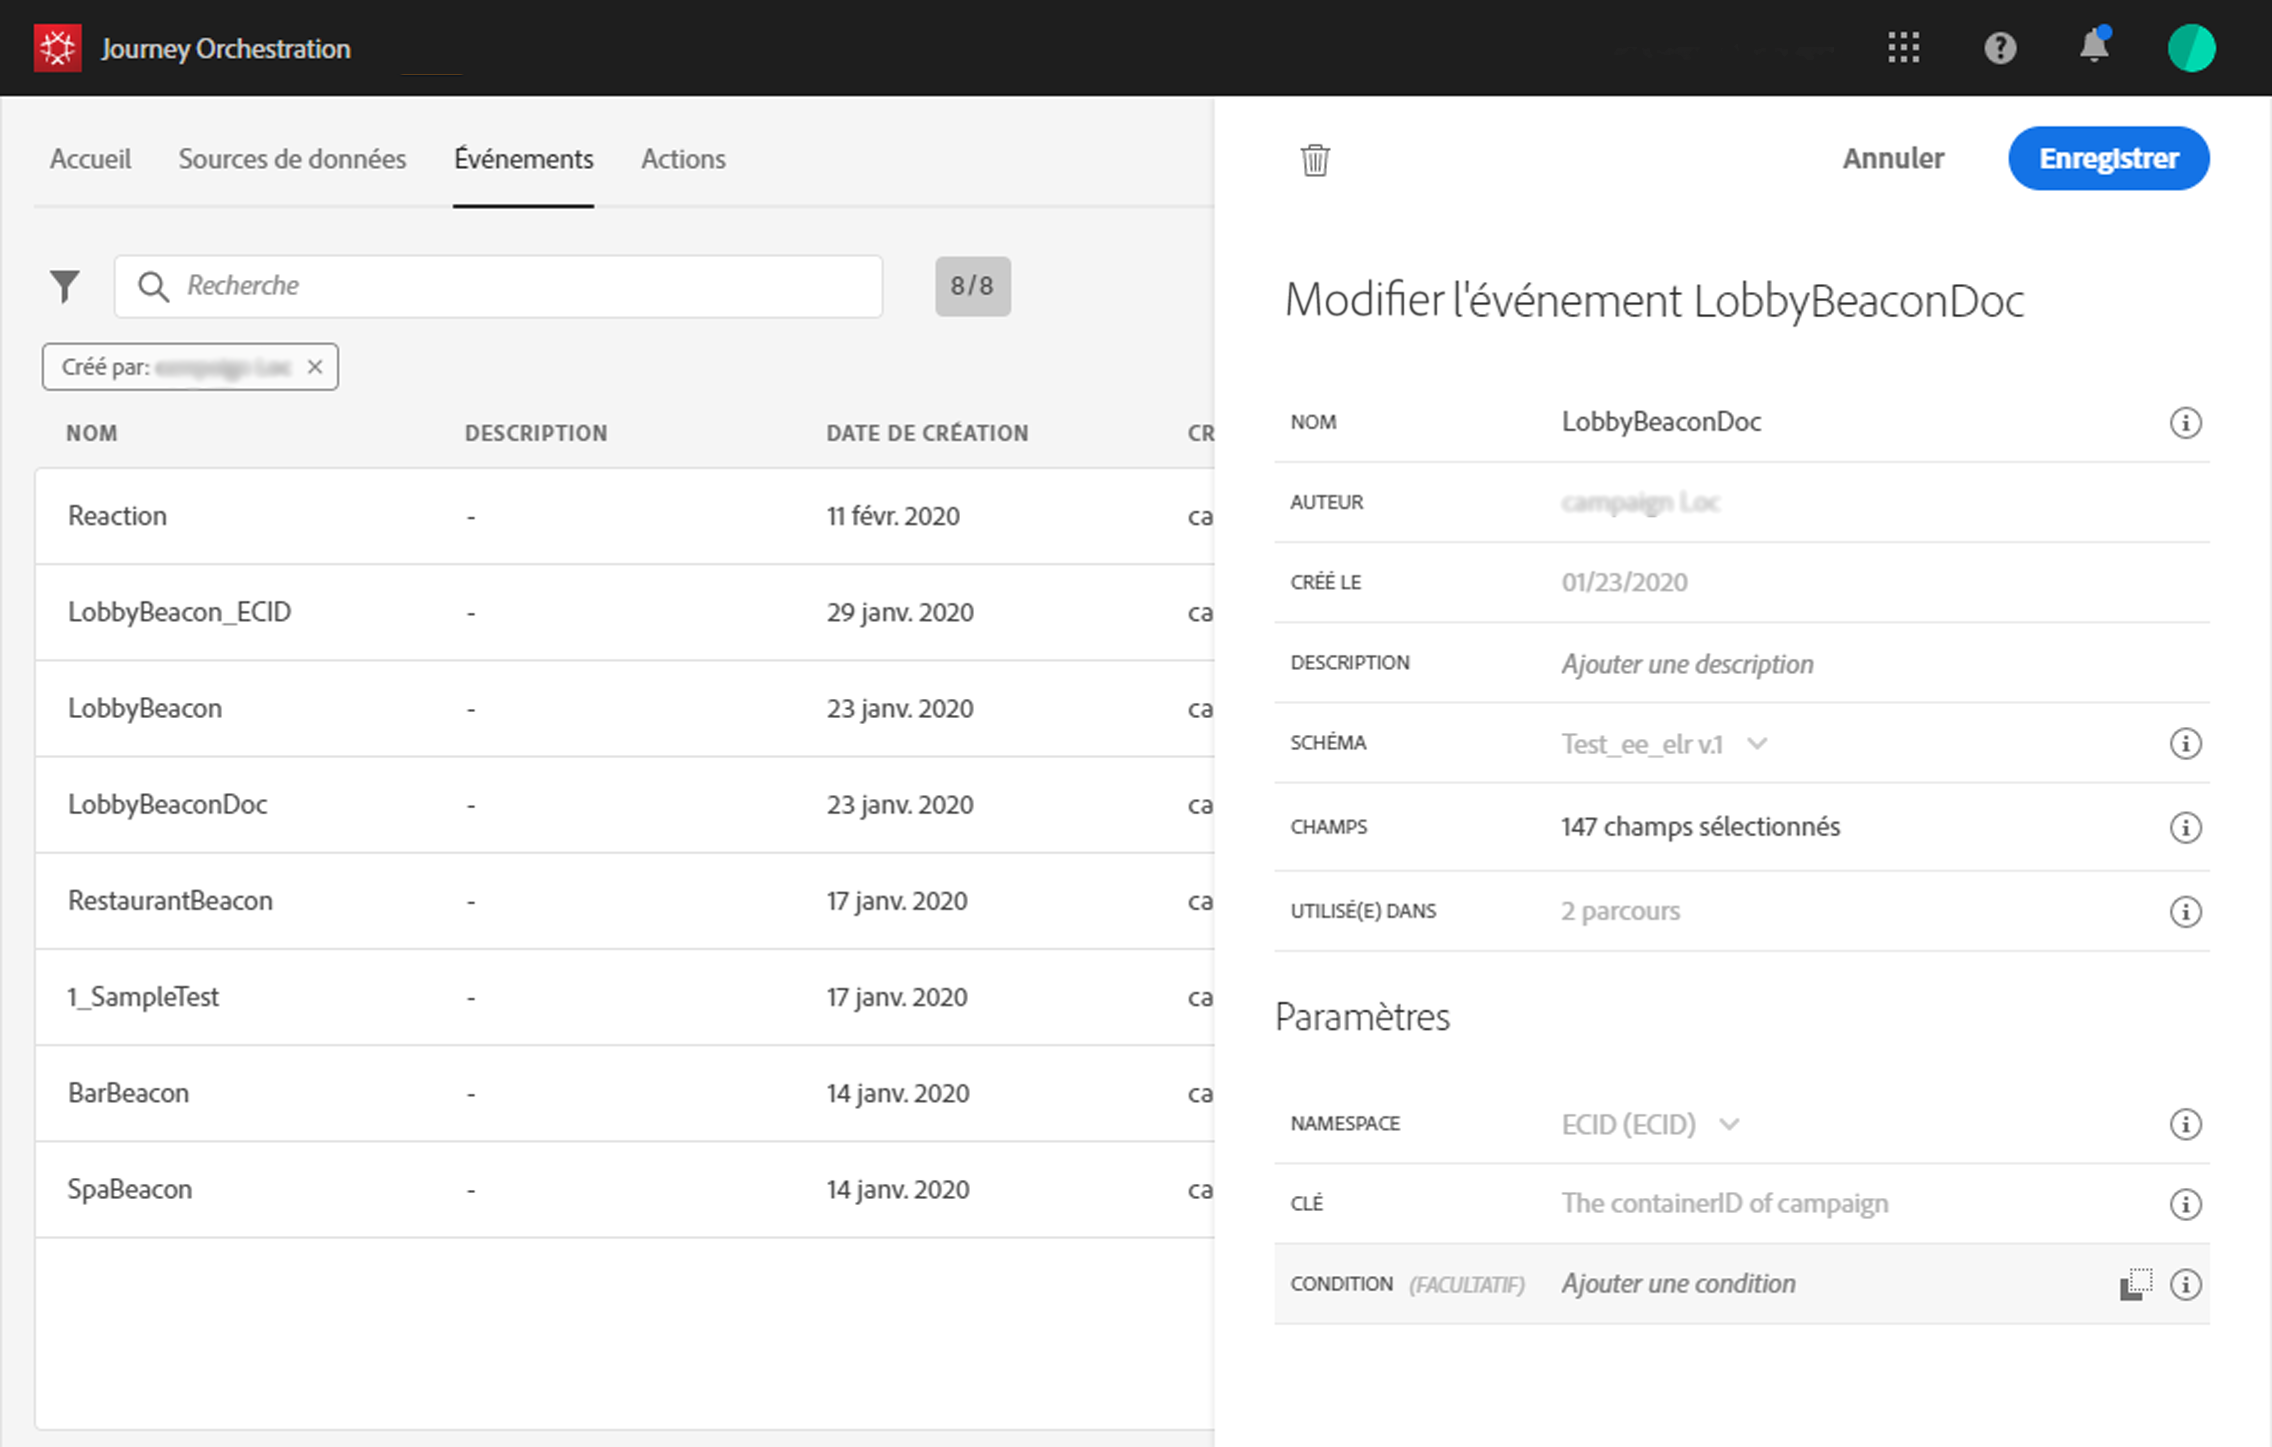 Journey Orchestration
Accueil Sources de données Événements Actions
Annuler Enregistrer
Recherche 8/8
Modifier l'événement LobbyBeaconDoc
Créé par: ×
NOM DESCRIPTION DATE DE CRÉATION CR
Reaction - 11 févr. 2020 ca
LobbyBeacon_ECID - 29 janv. 2020 ca
LobbyBeacon - 23 janv. 2020 ca
LobbyBeaconDoc - 23 janv. 2020 ca
RestaurantBeacon - 17 janv. 2020 ca
1_SampleTest - 17 janv. 2020 ca
BarBeacon - 14 janv. 2020 ca
SpaBeacon - 14 janv. 2020 ca
NOM LobbyBeaconDoc
AUTEUR campaign Loc
CRÉÉ LE 01/23/2020
DESCRIPTION Ajouter une description
SCHÉMA Test_ee_elr v.1
CHAMPS 147 champs sélectionnés
UTILISÉ(E) DANS 2 parcours
Paramètres
NAMESPACE ECID (ECID)
CLÉ The containerID of campaign
CONDITION (FACULTATIF) Ajouter une condition